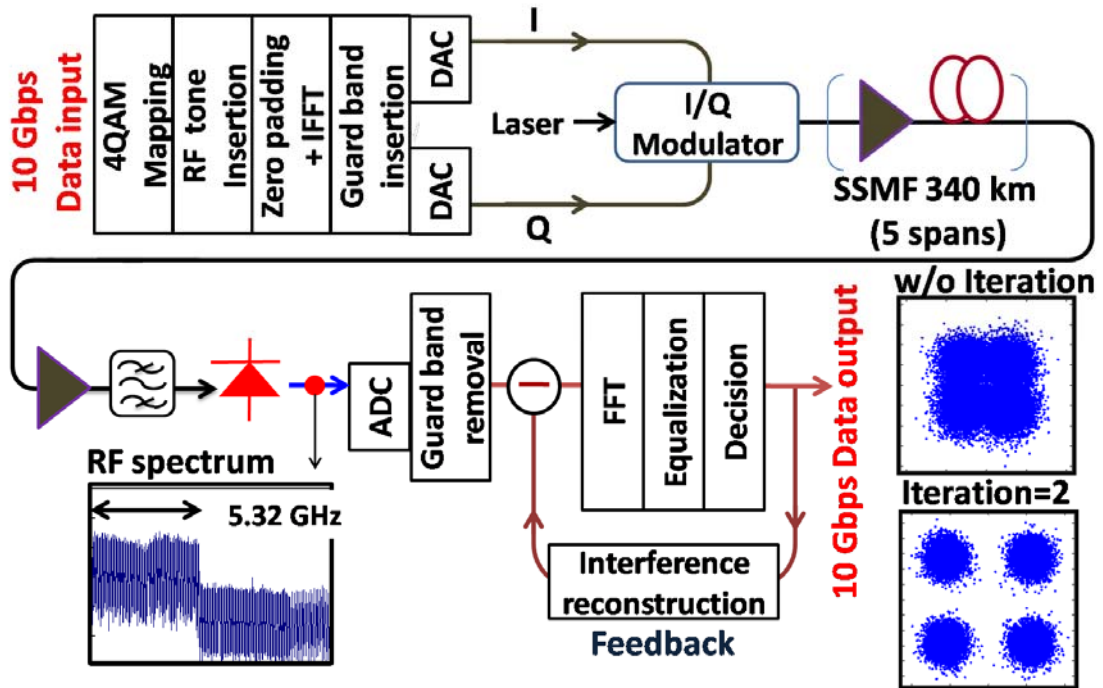 10 Gbps
Data input
4QAM
Mapping
RF tone
Insertion
Zero padding
+ IFFT
Guard band
insertion
DAC
DAC
I
Q
Laser
I/Q
Modulator
SSMF 340 km
(5 spans)
RF spectrum
5.32 GHz
ADC
Guard band
removal
FFT
Equalization
Decision
Interference
reconstruction
Feedback
10 Gbps Data output
w/o Iteration
Iteration=2